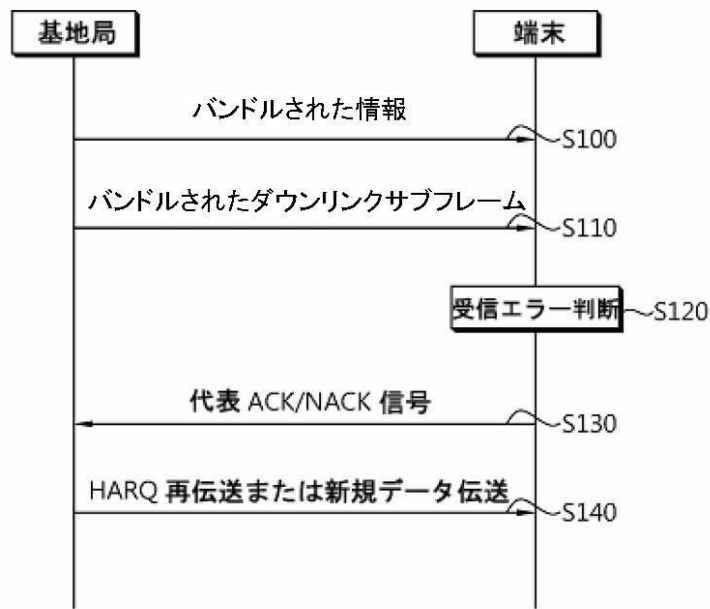 基地局
端末
バンドルされた情報
S100
バンドルされたダウンリンクサブフレーム
S110
受信エラー判断
S120
代表 ACK/NACK 信号
S130
HARQ 再伝送または新規データ伝送
S140